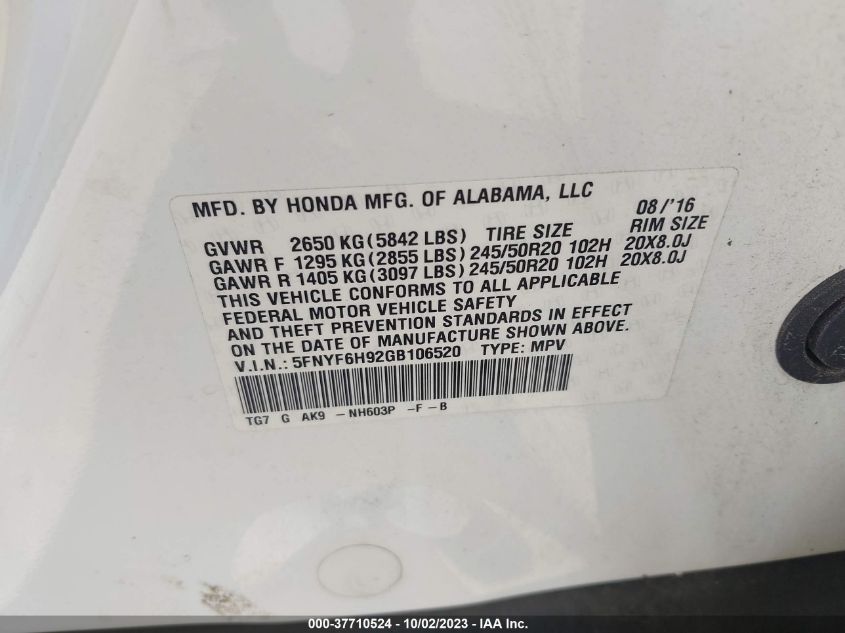 MFD. BY HONDA MFG. OF ALABAMA, LLC 08/'16
GVWR 2650 KG(5842 LBS) TIRE SIZE RIM SIZE
GAWR F 1295 KG(2855 LBS) 245/50R20 102H 20X8.0J
GAWR R 1405 KG(3097 LBS) 245/50R20 102H 20X8.0J
THIS VEHICLE CONFORMS TO ALL APPLICABLE
FEDERAL MOTOR VEHICLE SAFETY
AND THEFT PREVENTION STANDARDS IN EFFECT
ON THE DATE OF MANUFACTURE SHOWN ABOVE.
V.I.N.: 5FNYF6H92GB106520 TYPE: MPV
TG7 G AK9 -NH603P -F -B
000-37710524 - 10/02/2023 - IAA Inc.